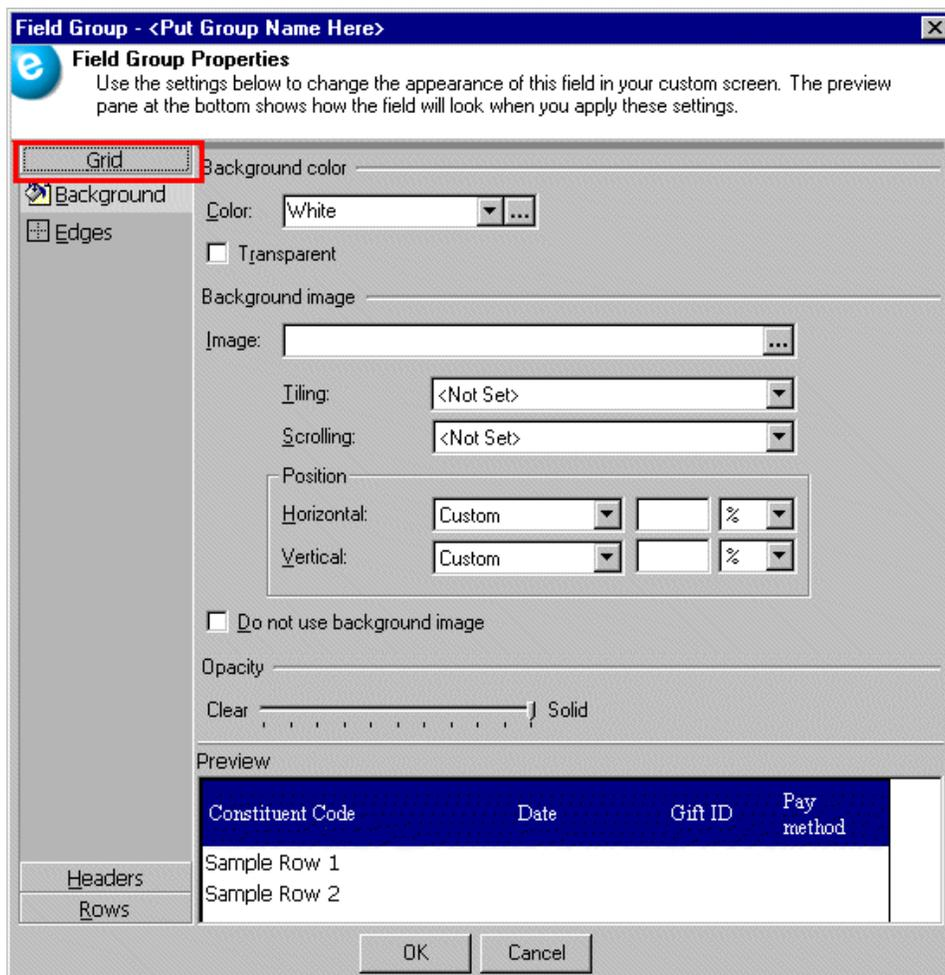 Field Group - <Put Group Name Here>
Field Group Properties
Use the settings below to change the appearance of this field in your custom screen. The preview
pane at the bottom shows how the field will look when you apply these settings.
Grid
Background
Edges
Background color
Color: White ...
Transparent
Background image
Image: ...
Tiling: <Not Set>
Scrolling: <Not Set>
Position
Horizontal: Custom %
Vertical: Custom %
Do not use background image
Opacity
Clear Solid
Preview
Constituent Code Date Gift ID Pay
method
Sample Row 1
Sample Row 2
Headers
Rows
OK Cancel